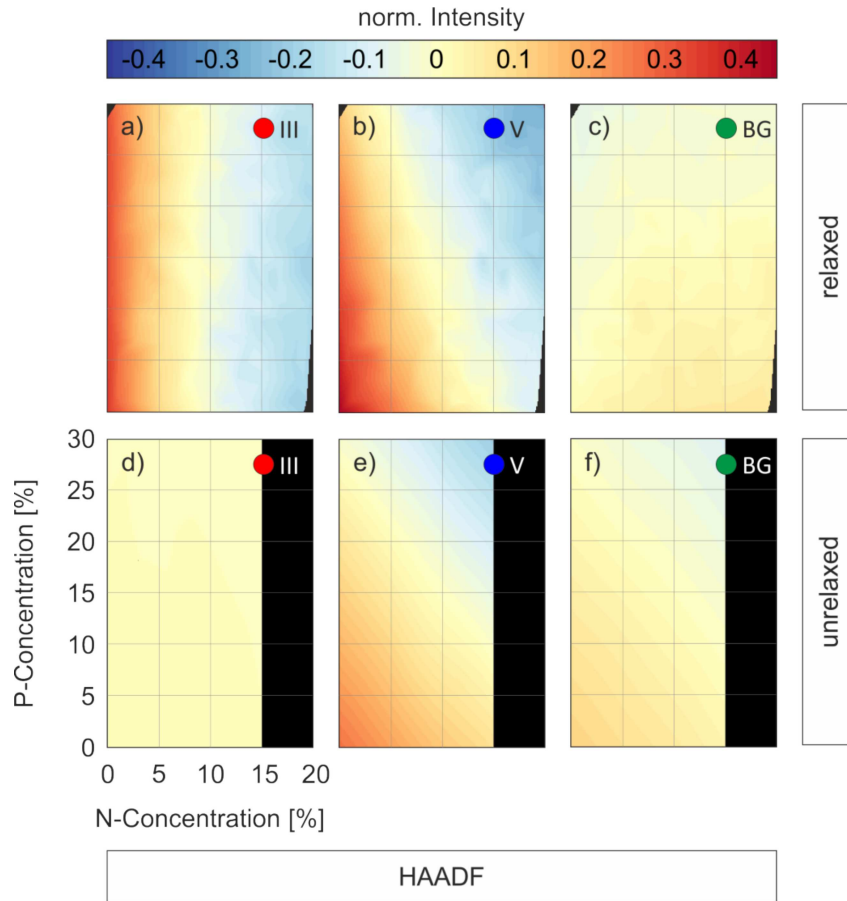 norm. Intensity
-0.4 -0.3 -0.2 -0.1 0 0.1 0.2 0.3 0.4
a) III b) V c) BG
relaxed
d) III e) V f) BG
unrelaxed
P-Concentration [%]
30
25
20
15
10
5
0
0 5 10 15 20
N-Concentration [%]
HAADF